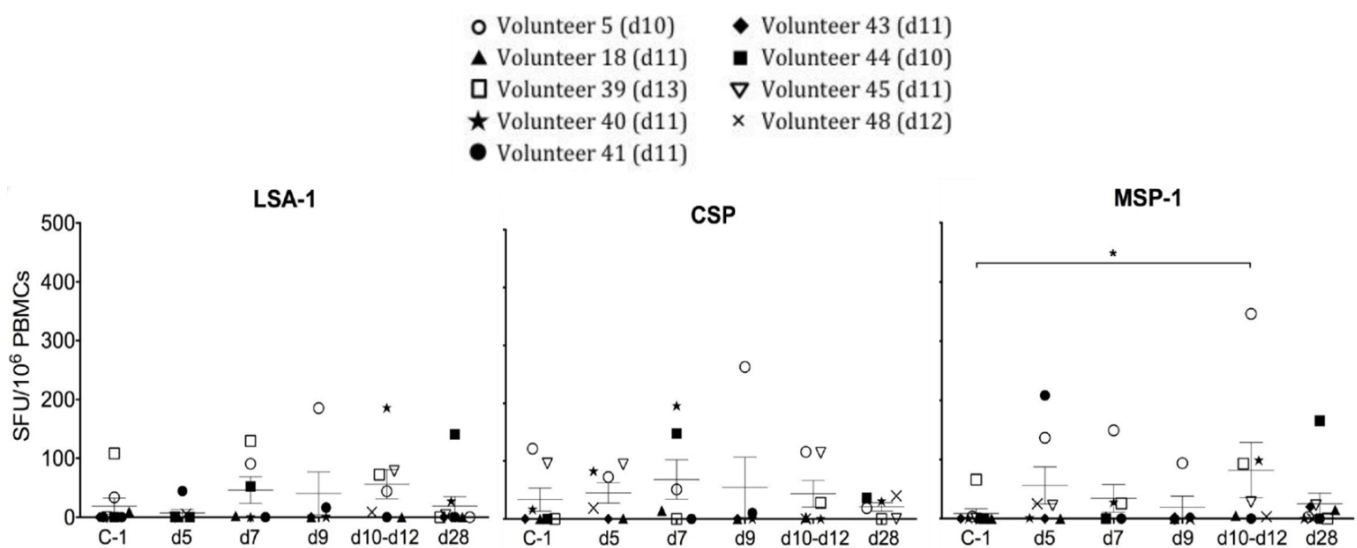 Volunteer 5 (d10)
Volunteer 18 (d11)
Volunteer 39 (d13)
Volunteer 40 (d11)
Volunteer 41 (d11)
Volunteer 43 (d11)
Volunteer 44 (d10)
Volunteer 45 (d11)
Volunteer 48 (d12)
LSA-1
CSP
MSP-1
SFU/10⁶ PBMCs
500
400
300
200
100
0
*
C-1 d5 d7 d9 d10-d12 d28
C-1 d5 d7 d9 d10-d12 d28
C-1 d5 d7 d9 d10-d12 d28